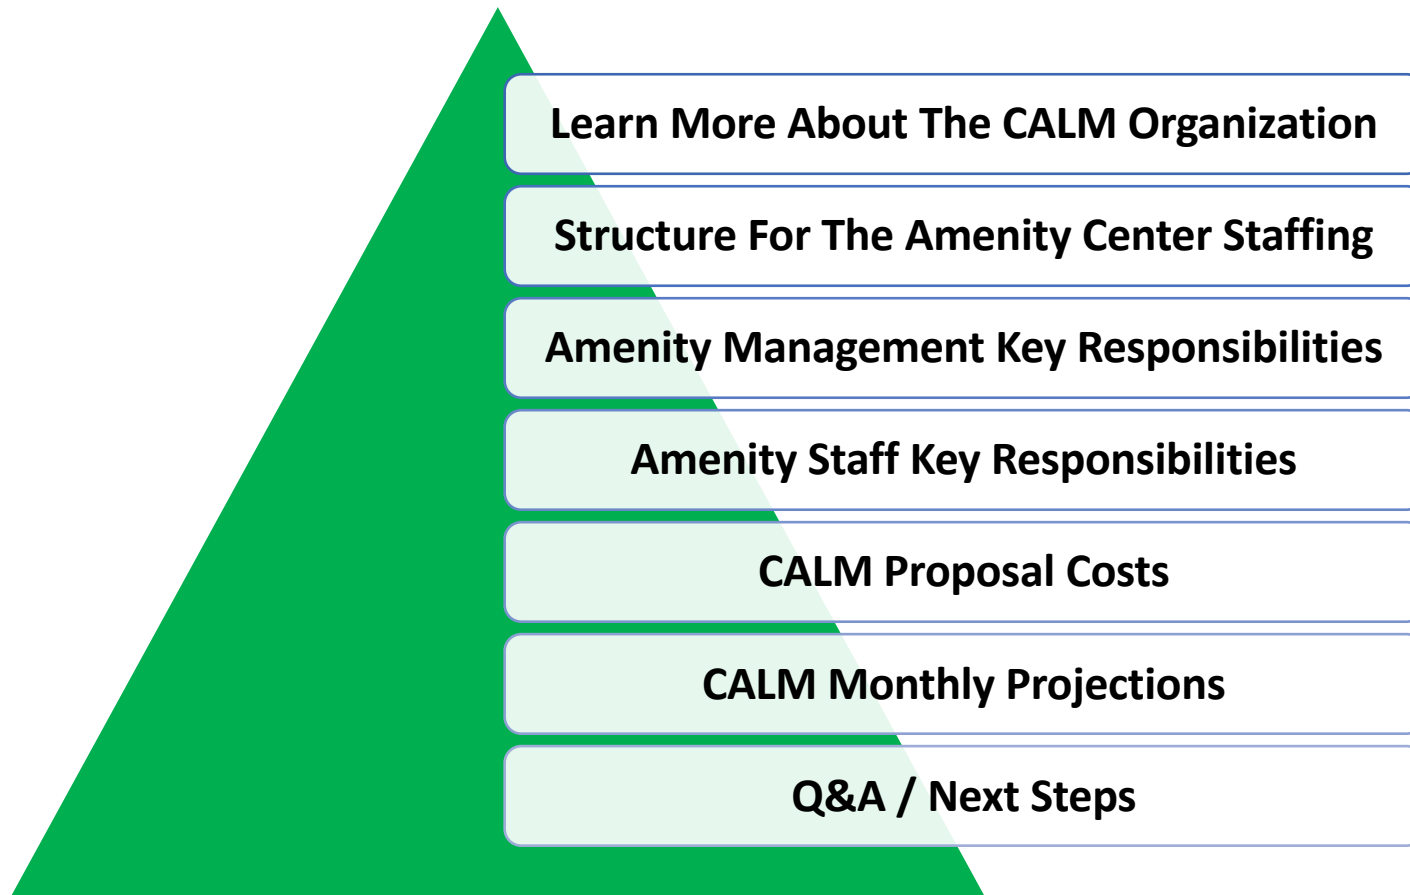 Learn More About The CALM Organization
Structure For The Amenity Center Staffing
Amenity Management Key Responsibilities
Amenity Staff Key Responsibilities
CALM Proposal Costs
CALM Monthly Projections
Q&A / Next Steps